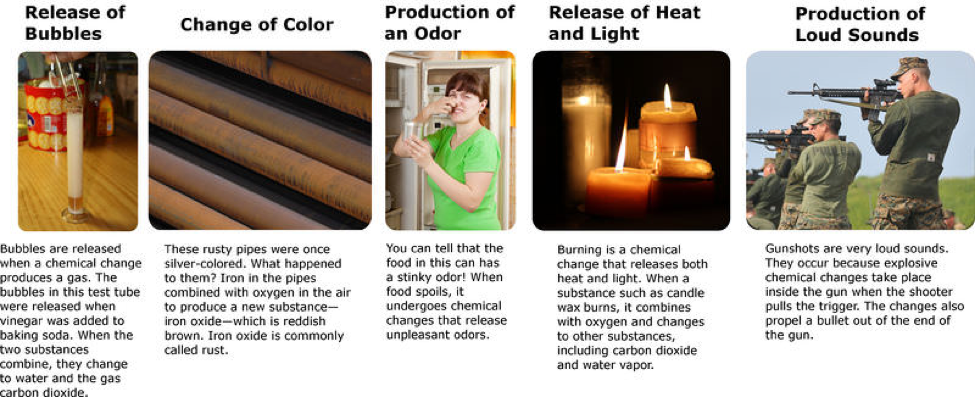 Release of
Bubbles
Bubbles are released
when a chemical change
produces a gas. The
bubbles in this test tube
were released when
vinegar was added to
baking soda. When the
two substances
combine, they change
to water and the gas
carbon dioxide.
Change of Color
These rusty pipes were once
silver-colored. What happened
to them? Iron in the pipes
combined with oxygen in the air
to produce a new substance—
iron oxide—which is reddish
brown. Iron oxide is commonly
called rust.
Production of
an Odor
You can tell that the
food in this can has
a stinky odor! When
food spoils, it
undergoes chemical
changes that release
unpleasant odors.
Release of Heat
and Light
Burning is a chemical
change that releases both
heat and light. When a
substance such as candle
wax burns, it combines
with oxygen and changes
to other substances,
including carbon dioxide
and water vapor.
Production of
Loud Sounds
Gunshots are very loud sounds.
They occur because explosive
chemical changes take place
inside the gun when the shooter
pulls the trigger. The changes also
propel a bullet out of the end of
the gun.